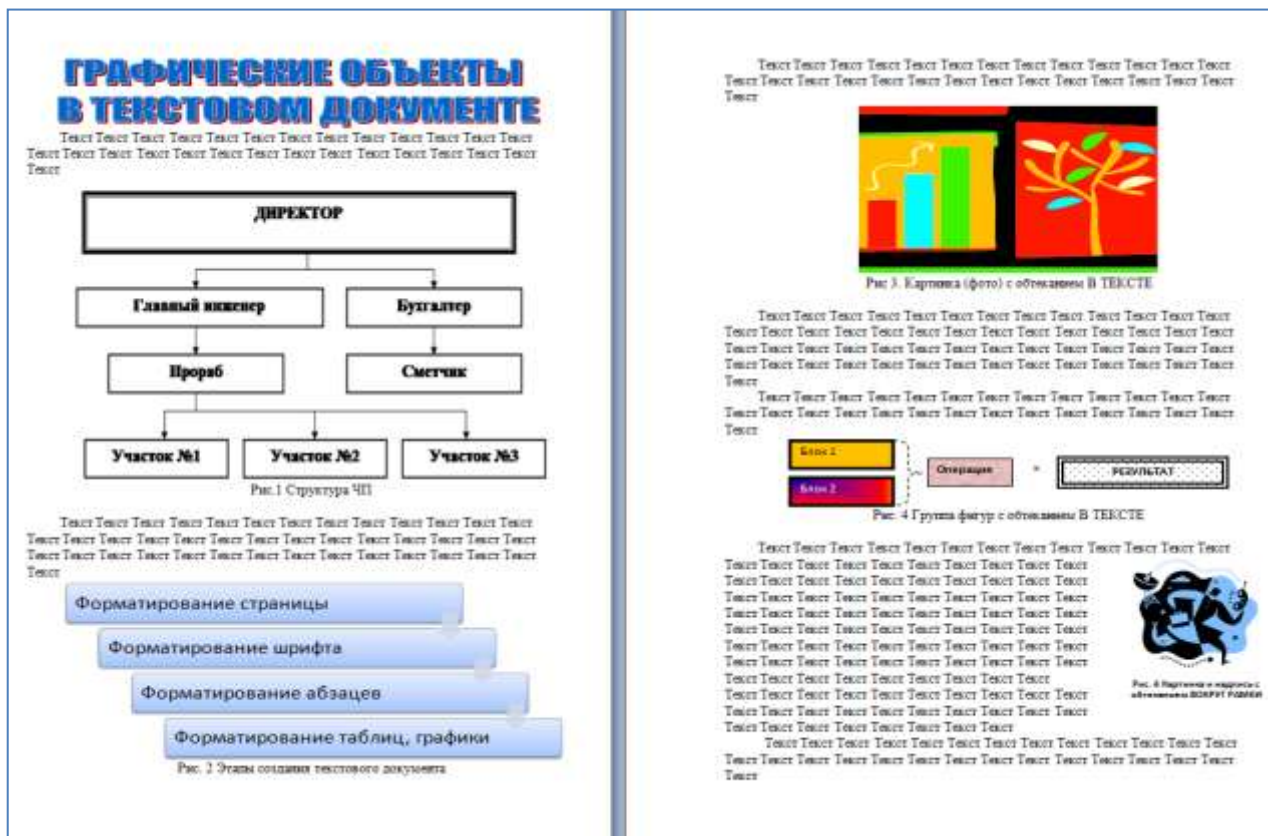 ГРАФИЧЕСКИЕ ОБЪЕКТЫ
В ТЕКСТОВОМ ДОКУМЕНТЕ
Текст Текст Текст Текст Текст Текст Текст Текст Текст Текст Текст Текст Текст
Текст Текст Текст Текст Текст Текст Текст Текст Текст Текст Текст Текст Текст Текст
Текст
ДИРЕКТОР
Главный инженер
Бухгалтер
Прораб
Сметчик
Участок №1
Участок №2
Участок №3
Рис.1 Структура ЧП
Текст Текст Текст Текст Текст Текст Текст Текст Текст Текст Текст Текст Текст
Текст Текст Текст Текст Текст Текст Текст Текст Текст Текст Текст Текст Текст Текст
Текст Текст Текст Текст Текст Текст Текст Текст Текст Текст Текст Текст Текст Текст
Текст
Форматирование страницы
Форматирование шрифта
Форматирование абзацев
Форматирование таблиц, графики
Рис. 2 Этапы создания текстового документа
Текст Текст Текст Текст Текст Текст Текст Текст Текст Текст Текст Текст Текст
Текст Текст Текст Текст Текст Текст Текст Текст Текст Текст Текст Текст Текст Текст
Текст
Рис 3. Картинка (фото) с обтеканием В ТЕКСТЕ
Текст Текст Текст Текст Текст Текст Текст Текст Текст Текст Текст Текст Текст
Текст Текст Текст Текст Текст Текст Текст Текст Текст Текст Текст Текст Текст Текст
Текст Текст Текст Текст Текст Текст Текст Текст Текст Текст Текст Текст Текст Текст
Текст Текст Текст Текст Текст Текст Текст Текст Текст Текст Текст Текст Текст Текст
Текст
Текст Текст Текст Текст Текст Текст Текст Текст Текст Текст Текст Текст Текст
Текст Текст Текст Текст Текст Текст Текст Текст Текст Текст Текст Текст Текст Текст
Текст
Блок 1
Блок 2
Операция
=
РЕЗУЛЬТАТ
Рис. 4 Группа фигур с обтеканием В ТЕКСТЕ
Текст Текст Текст Текст Текст Текст Текст Текст Текст Текст Текст Текст Текст
Текст Текст Текст Текст Текст Текст Текст Текст Текст Текст
Текст Текст Текст Текст Текст Текст Текст Текст Текст Текст
Текст Текст Текст Текст Текст Текст Текст Текст Текст Текст
Текст Текст Текст Текст Текст Текст Текст Текст Текст Текст
Текст Текст Текст Текст Текст Текст Текст Текст Текст Текст
Текст Текст Текст Текст Текст Текст Текст Текст Текст Текст
Текст Текст Текст Текст Текст Текст Текст Текст Текст Текст
Текст Текст Текст Текст Текст Текст Текст Текст Текст
Текст Текст Текст Текст Текст Текст Текст Текст Текст Текст
Текст Текст Текст Текст Текст Текст Текст Текст Текст Текст
Текст Текст Текст Текст Текст Текст Текст Текст
Рис. 6 Картинка и надпись с
обтеканием ВОКРУГ РАМКИ
Текст Текст Текст Текст Текст Текст Текст Текст Текст Текст Текст Текст Текст
Текст Текст Текст Текст Текст Текст Текст Текст Текст Текст Текст Текст Текст Текст
Текст